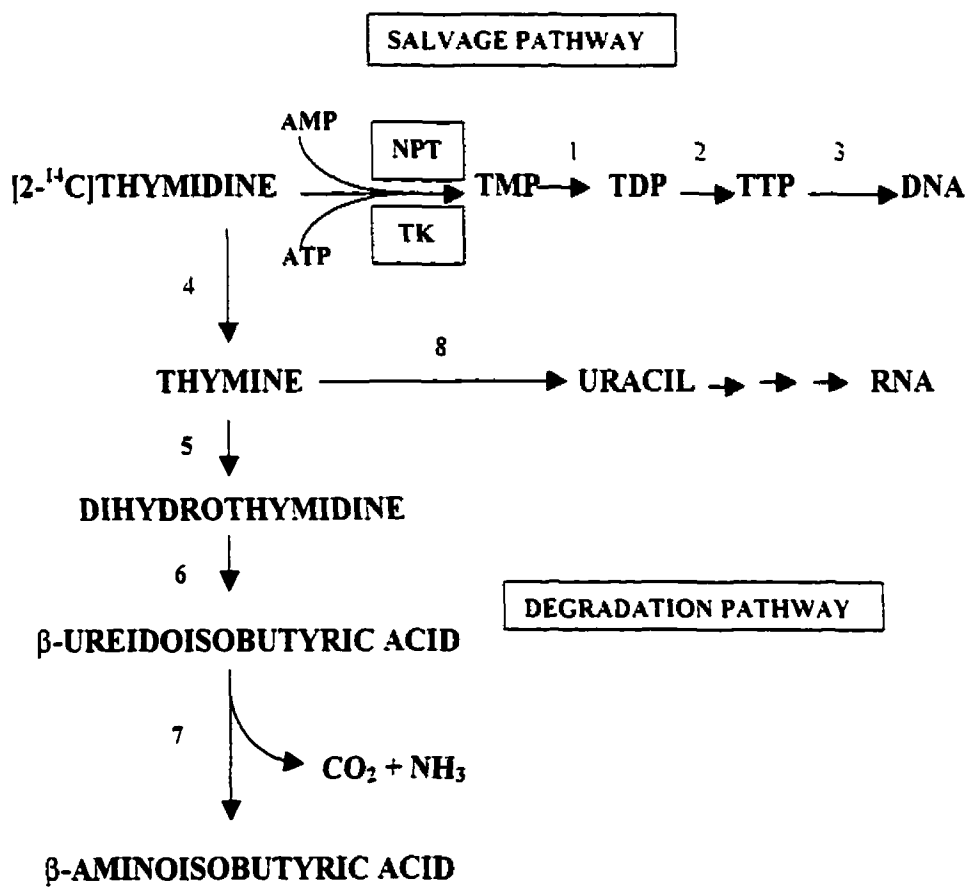 SALVAGE PATHWAY
AMP
NPT
1 2 3
[2-¹⁴C]THYMIDINE TMP TDP TTP DNA
TK
ATP
4
8
THYMINE URACIL RNA
5
DIHYDROTHYMIDINE
6
DEGRADATION PATHWAY
β-UREIDOISOBUTYRIC ACID
7
CO₂ + NH₃
β-AMINOISOBUTYRIC ACID